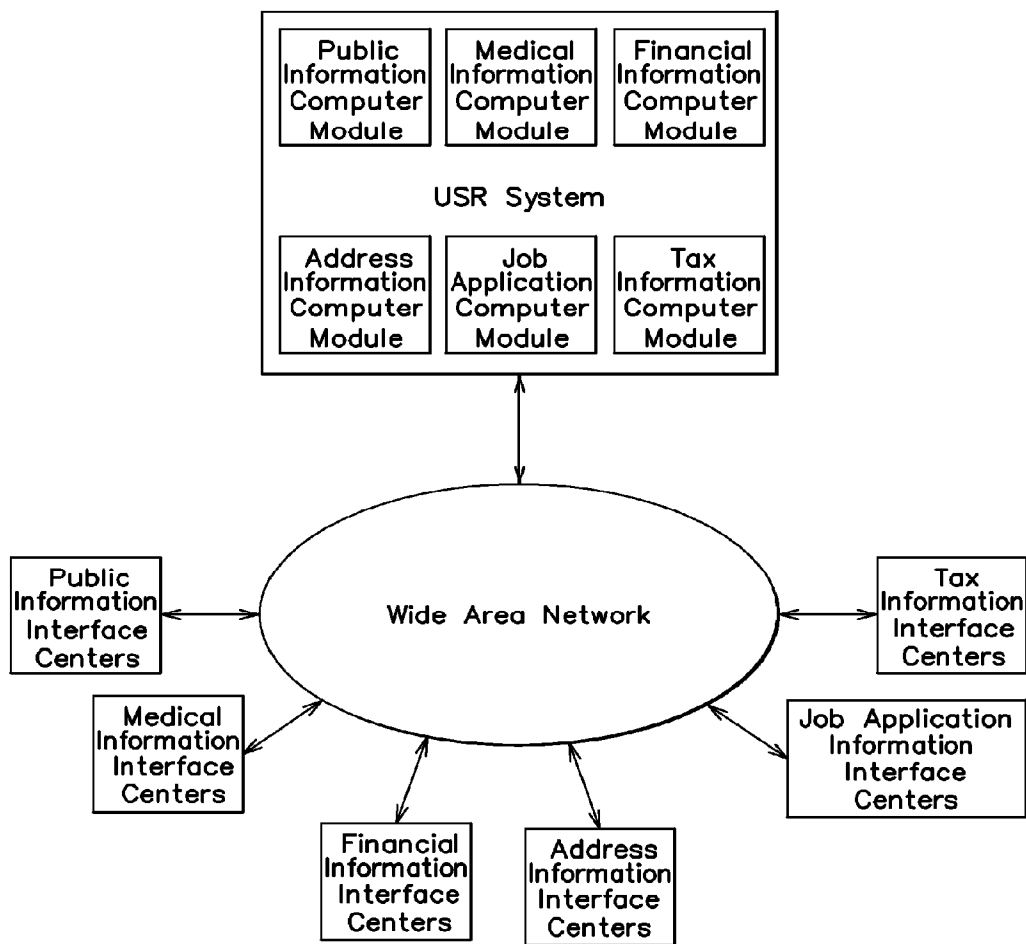 Public
Information
Computer
Module
Medical
Information
Computer
Module
Financial
Information
Computer
Module
USR System
Address
Information
Computer
Module
Job
Application
Computer
Module
Tax
Information
Computer
Module
Wide Area Network
Public
Information
Interface
Centers
Tax
Information
Interface
Centers
Medical
Information
Interface
Centers
Job Application
Information
Interface
Centers
Financial
Information
Interface
Centers
Address
Information
Interface
Centers